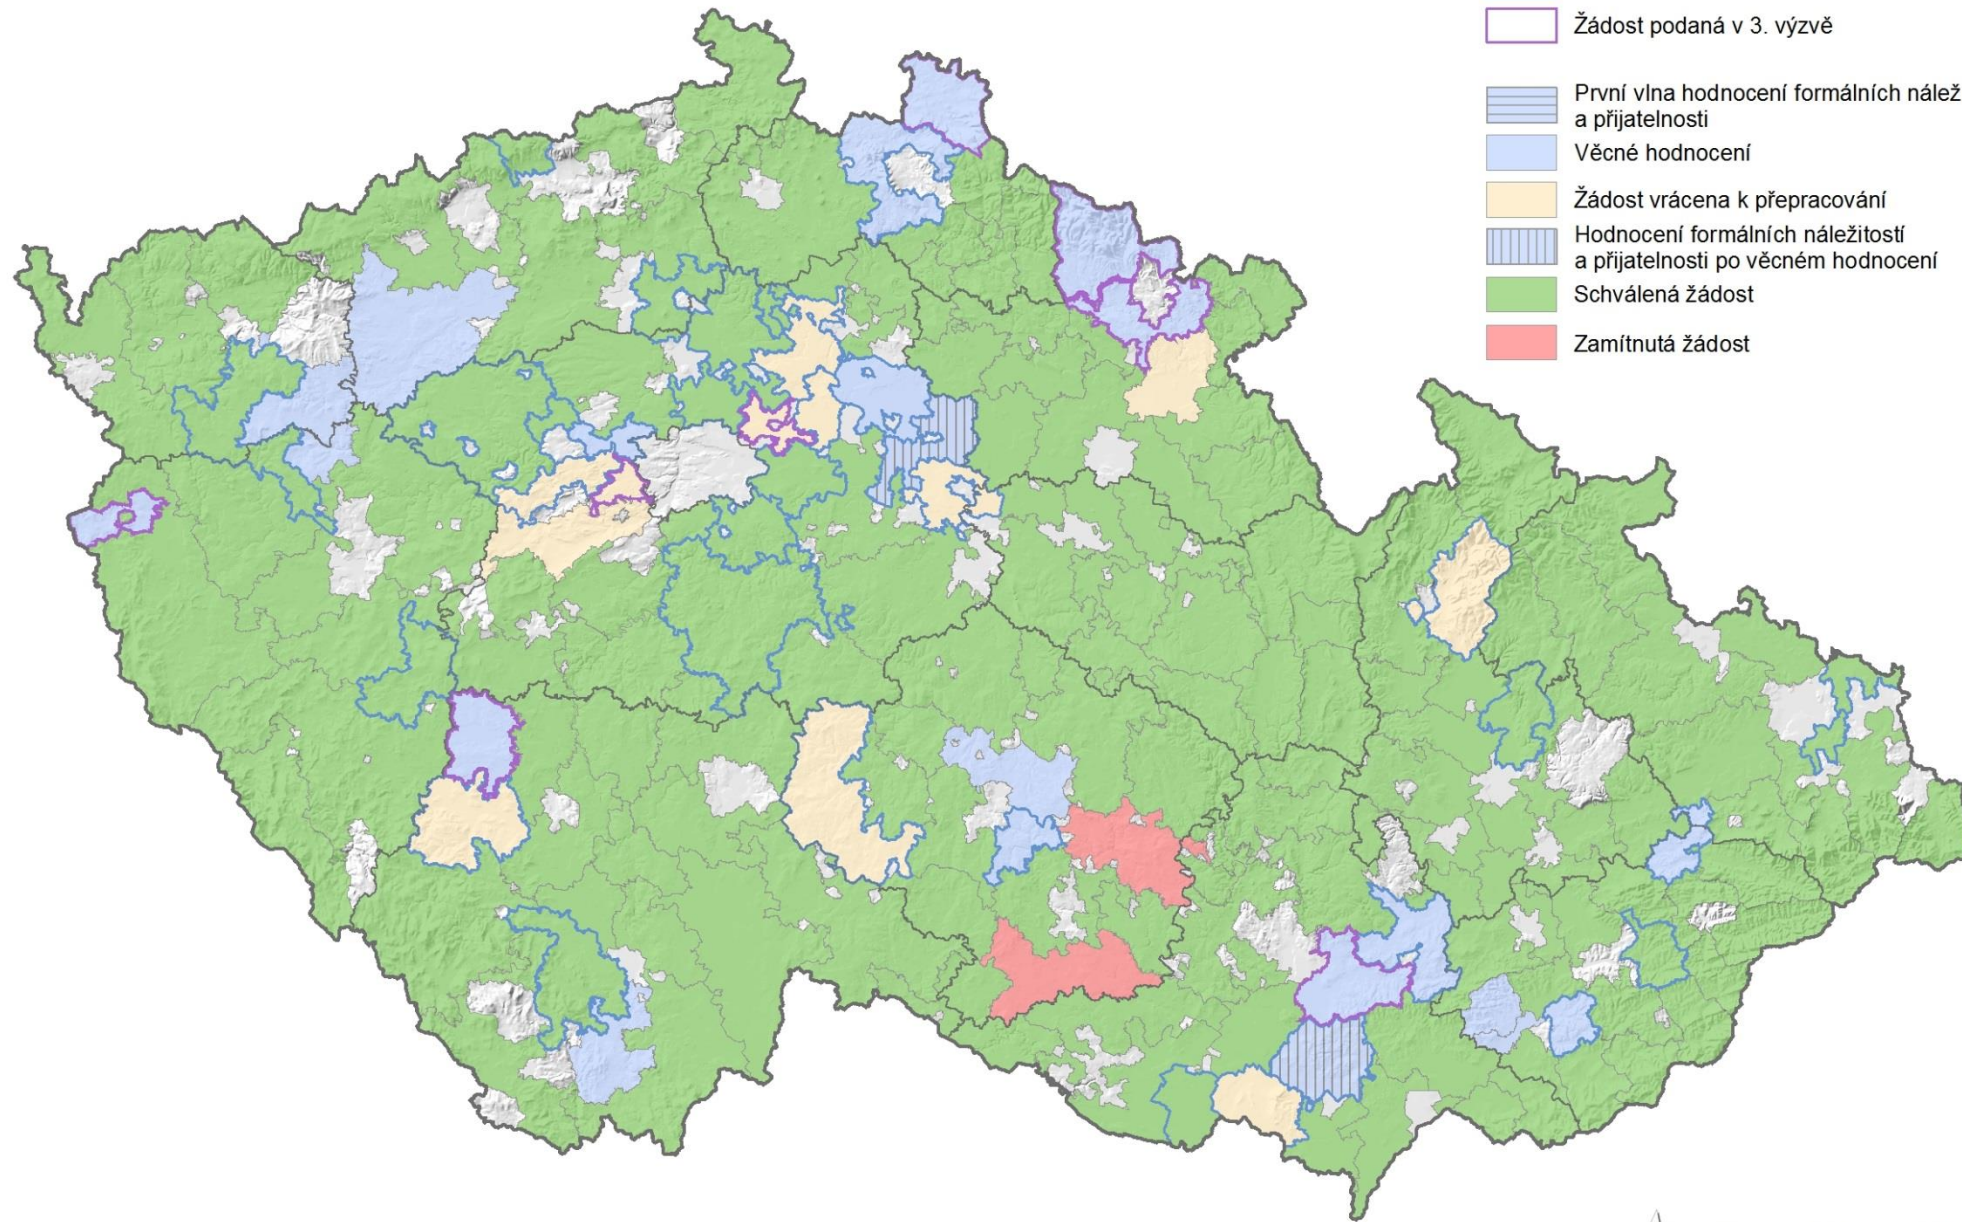 Žádost podaná v 3. výzvě
První vlna hodnocení formálních nálež
a přijatelnosti
Věcné hodnocení
Žádost vrácena k přepracování
Hodnocení formálních náležitostí
a přijatelnosti po věcném hodnocení
Schválená žádost
Zamítnutá žádost